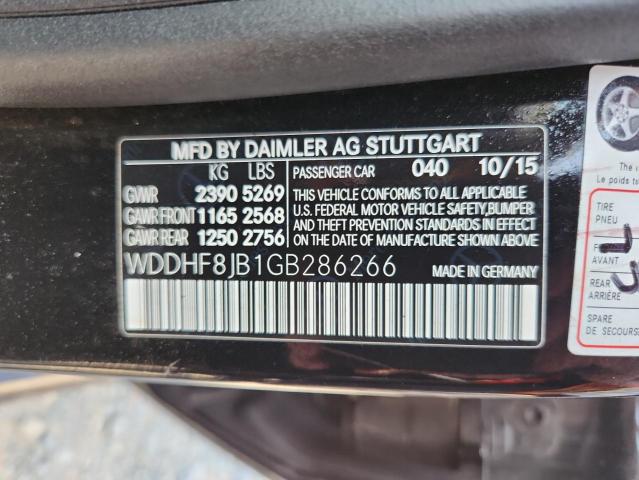 MFD BY DAIMLER AG STUTTGART
KG LBS
PASSENGER CAR 040 10/15
GVWR 2390 5269
GAWR FRONT 1165 2568
GAWR REAR 1250 2756
THIS VEHICLE CONFORMS TO ALL APPLICABLE
U.S. FEDERAL MOTOR VEHICLE SAFETY, BUMPER
AND THEFT PREVENTION STANDARDS IN EFFECT
ON THE DATE OF MANUFACTURE SHOWN ABOVE
WDDHF8JB1GB286266
MADE IN GERMANY
The v
Le poids t
TIRE
PNEU
AVANT
REAR
ARRIÈRE
SPARE
DE SECOURS